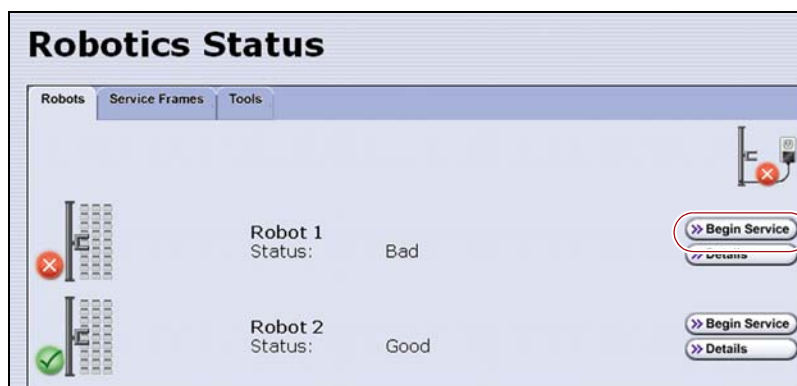 Robotics Status
Robots Service Frames Tools
Robot 1
Status: Bad
» Begin Service
» Details
Robot 2
Status: Good
» Begin Service
» Details